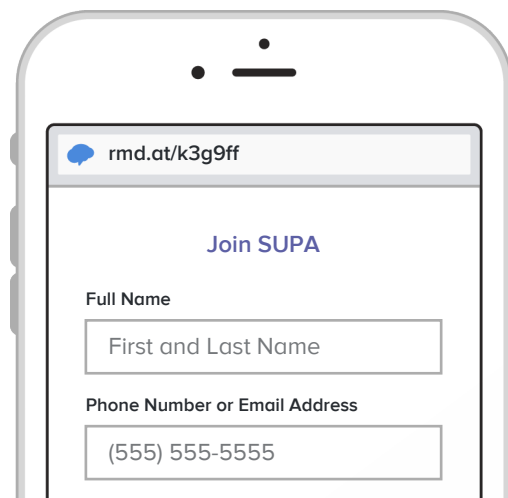 rmd.at/k3g9ff
Join SUPA
Full Name
First and Last Name
Phone Number or Email Address
(555) 555-5555